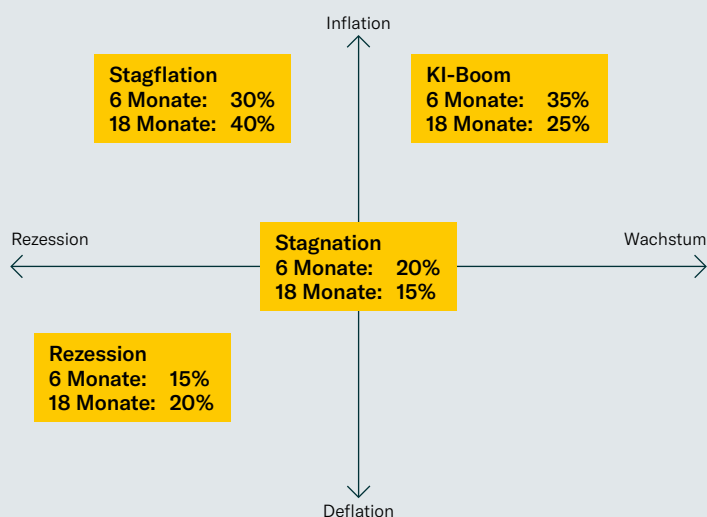 Inflation
Stagflation
6 Monate: 30%
18 Monate: 40%
KI-Boom
6 Monate: 35%
18 Monate: 25%
Rezession
Stagnation
6 Monate: 20%
18 Monate: 15%
Wachstum
Rezession
6 Monate: 15%
18 Monate: 20%
Deflation